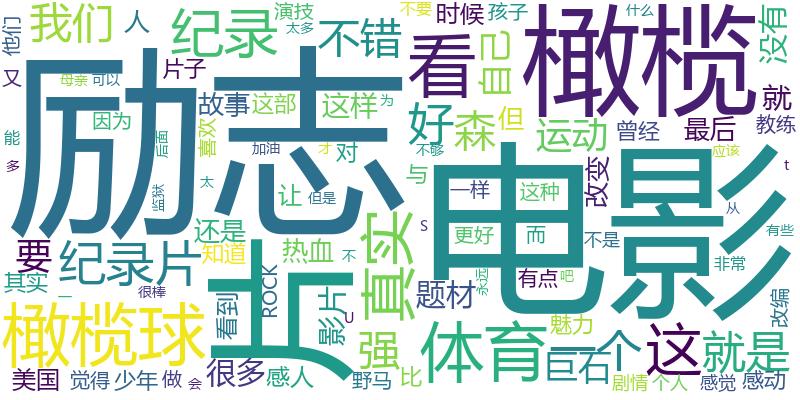 他们
我们
人
纪录
演技
太多
不错
不要
时候
孩子
什么
没有
又
母亲
可以
片子
看
自己
橄榄
就
励志
故事
这部
这样
为
好
森
但
运动
曾经
最后
教练
能
因为
后面
喜欢
加油
才
对
不够
应该
多
监狱
太
让
但是
与
一样
这种
改变
t
电影
从
要
还是
片
真实
S
更好
而
不是
有些
纪录片
知道
热血
不
永远
有点
吧
非常
其实
一
很棒
看到
ROCK
影片
U
题材
魅力
改编
橄榄球
强
体育
一个
这
就是
美国
觉得
少年
做
会
很多
感人
野马
比
巨石
剧情
个人
感觉
感动